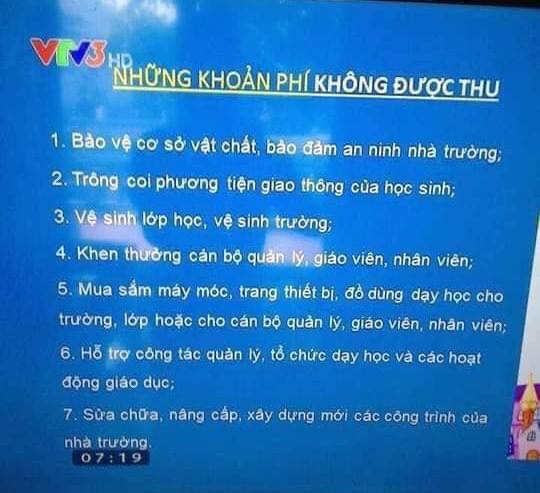 VTV3 HD
NHỮNG KHOẢN PHÍ KHÔNG ĐƯỢC THU
1. Bảo vệ cơ sở vật chất, bảo đảm an ninh nhà trường;
2. Trông coi phương tiện giao thông của học sinh;
3. Vệ sinh lớp học, vệ sinh trường;
4. Khen thưởng cán bộ quản lý, giáo viên, nhân viên;
5. Mua sắm máy móc, trang thiết bị, đồ dùng dạy học cho
trường, lớp hoặc cho cán bộ quản lý, giáo viên, nhân viên;
6. Hỗ trợ công tác quản lý, tổ chức dạy học và các hoạt
động giáo dục;
7. Sửa chữa, nâng cấp, xây dựng mới các công trình của
nhà trường.
07:19